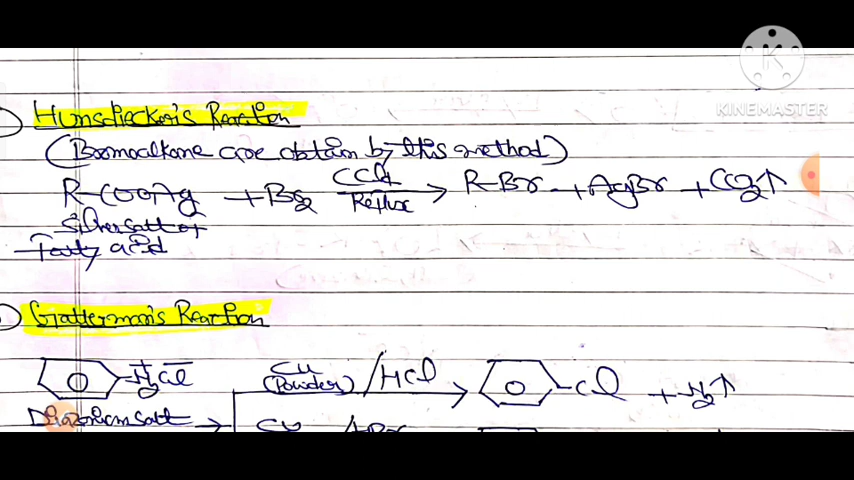 KINEMASTER
Hunsdiecker's Reaction
(Bromoalkane are obtain by this method)
R-COOAg + Br2 CCl4 Reflux → R-Br + AgBr + CO2↑
silver salt of
Fatty acid
Gatterman's Reaction
N2Cl Cu (Powder) /HCl → Cl + N2↑
Diazonium salt
Cu